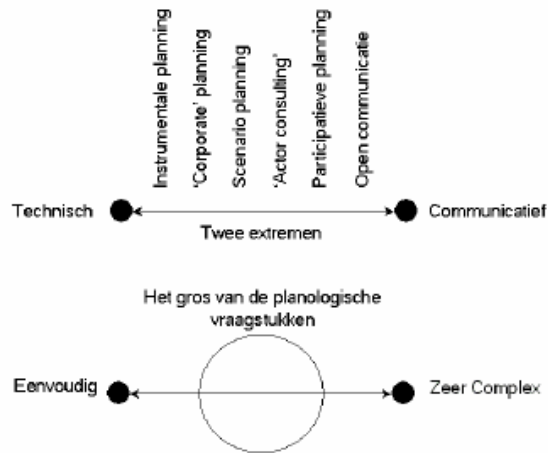 Instrumentale planning
'Corporate' planning
Scenario planning
'Actor consulting'
Participatieve planning
Open communicatie
Technisch
Communicatief
Twee extremen
Het gros van de planologische
vraagstukken
Eenvoudig
Zeer Complex